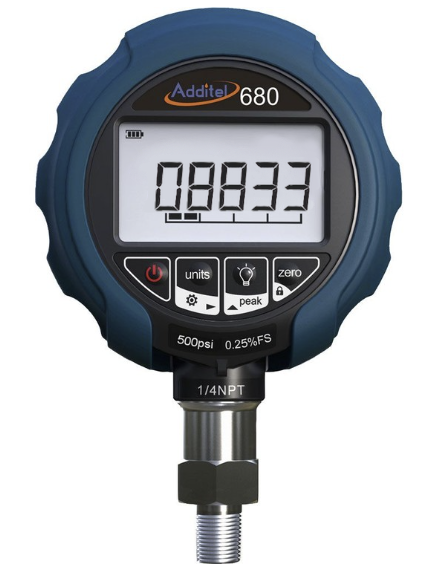 Additel 680
08833
units
zero
peak
500psi 0.25%FS
1/4NPT